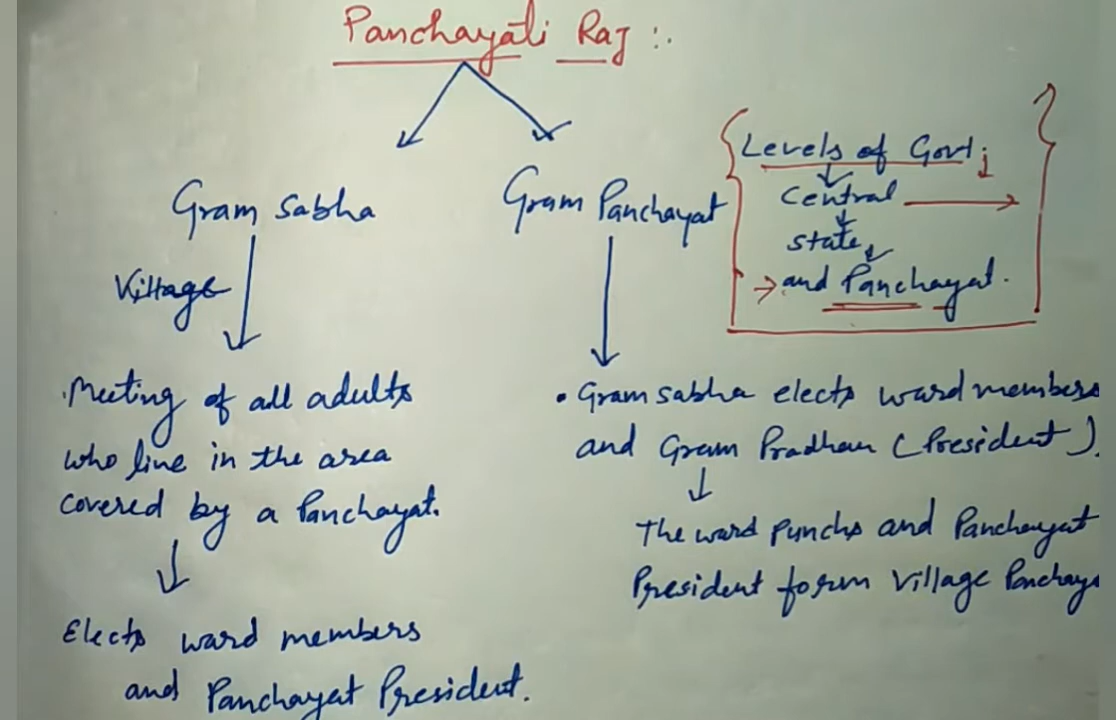 Panchayati Raj :.
Gram Sabha
Village
Meeting of all adults
who line in the area
covered by a Panchayat.
Elects ward members
and Panchayat President.
Gram Panchayat
• Gram sabha elects ward members
and Gram Pradhan (President).
The ward Punchs and Panchayat
President form Village Panchaya
Levels of Govt;
Central
state,
and Panchayat.